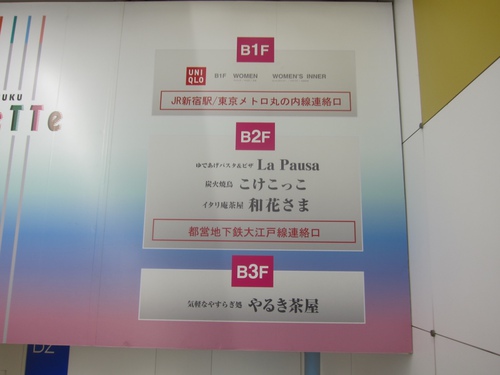 UKU
eTTe
B1F
UNI
QLO B1F WOMEN WOMEN'S INNER
JR新宿駅/東京メトロ丸の内線連絡口
B2F
ゆであげパスタ&ピザ La Pausa
炭火焼鳥 こけこっこ
イタリ庵茶屋 和花さま
都営地下鉄大江戸線連絡口
B3F
気軽なやすらぎ処 やるき茶屋
B2